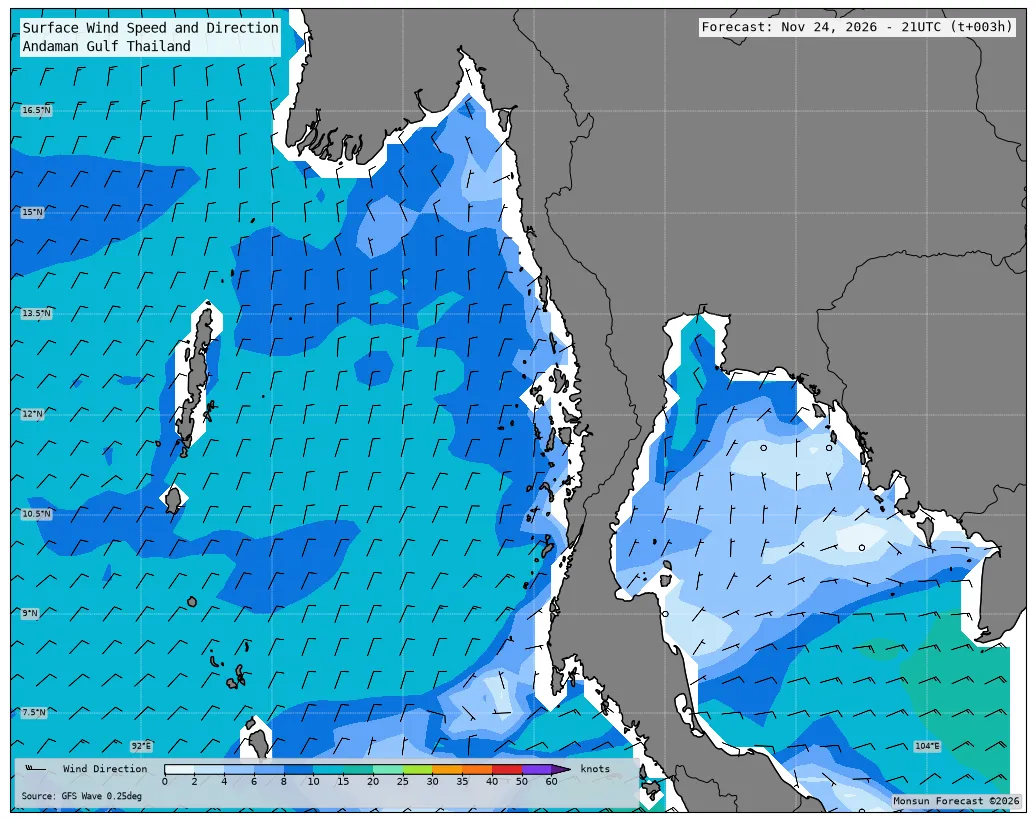 Surface Wind Speed and Direction
Andaman Gulf Thailand
Forecast: Nov 24, 2026 - 21UTC (t+003h)
16.5°N
15°N
13.5°N
12°N
10.5°N
9°N
7.5°N
92°E
104°E
Wind Direction
0 2 4 6 8 10 15 20 25 30 35 40 50 60
knots
Source: GFS Wave 0.25deg
Monsun Forecast ©2026